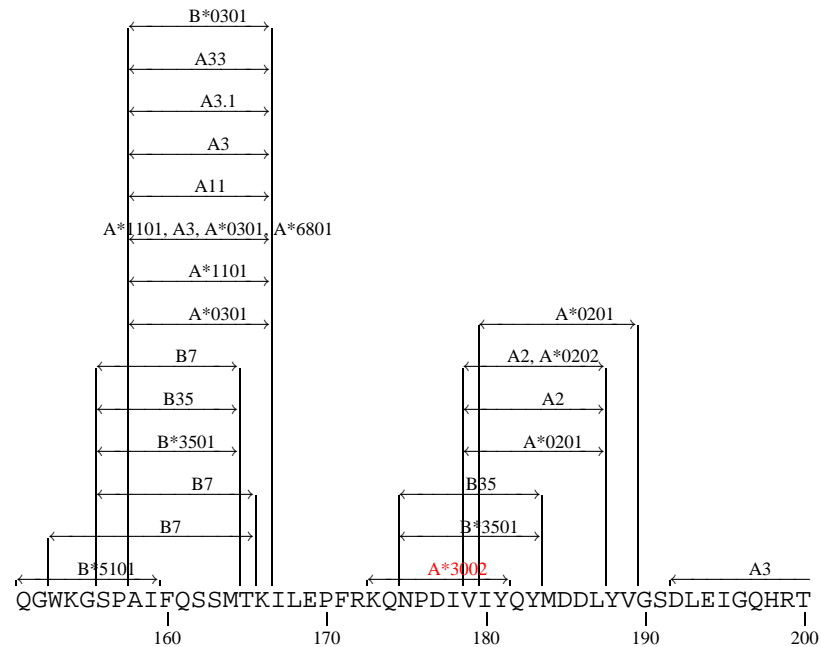 B*0301
A33
A3.1
A3
A11
A*1101, A3, A*0301, A*6801
A*1101
A*0301 A*0201
B7 A2, A*0202
B35 A2
B*3501 A*0201
B7 B35
B7 B*3501
B*5101 A*3002 A3
QGWKGSPAIFQSSMTKILEPFRKQNPDIVIYQYMDDLYVGSDLEIGQHRT
160 170 180 190 200